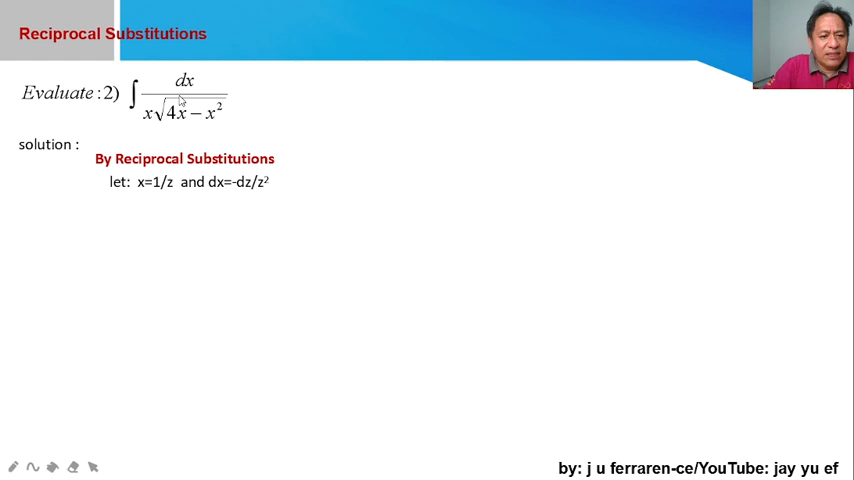 Reciprocal Substitutions
Evaluate : 2) ∫ dx / x√4x − x²
solution :
By Reciprocal Substitutions
let: x=1/z and dx=-dz/z²
by: j u ferraren-ce/YouTube: jay yu ef